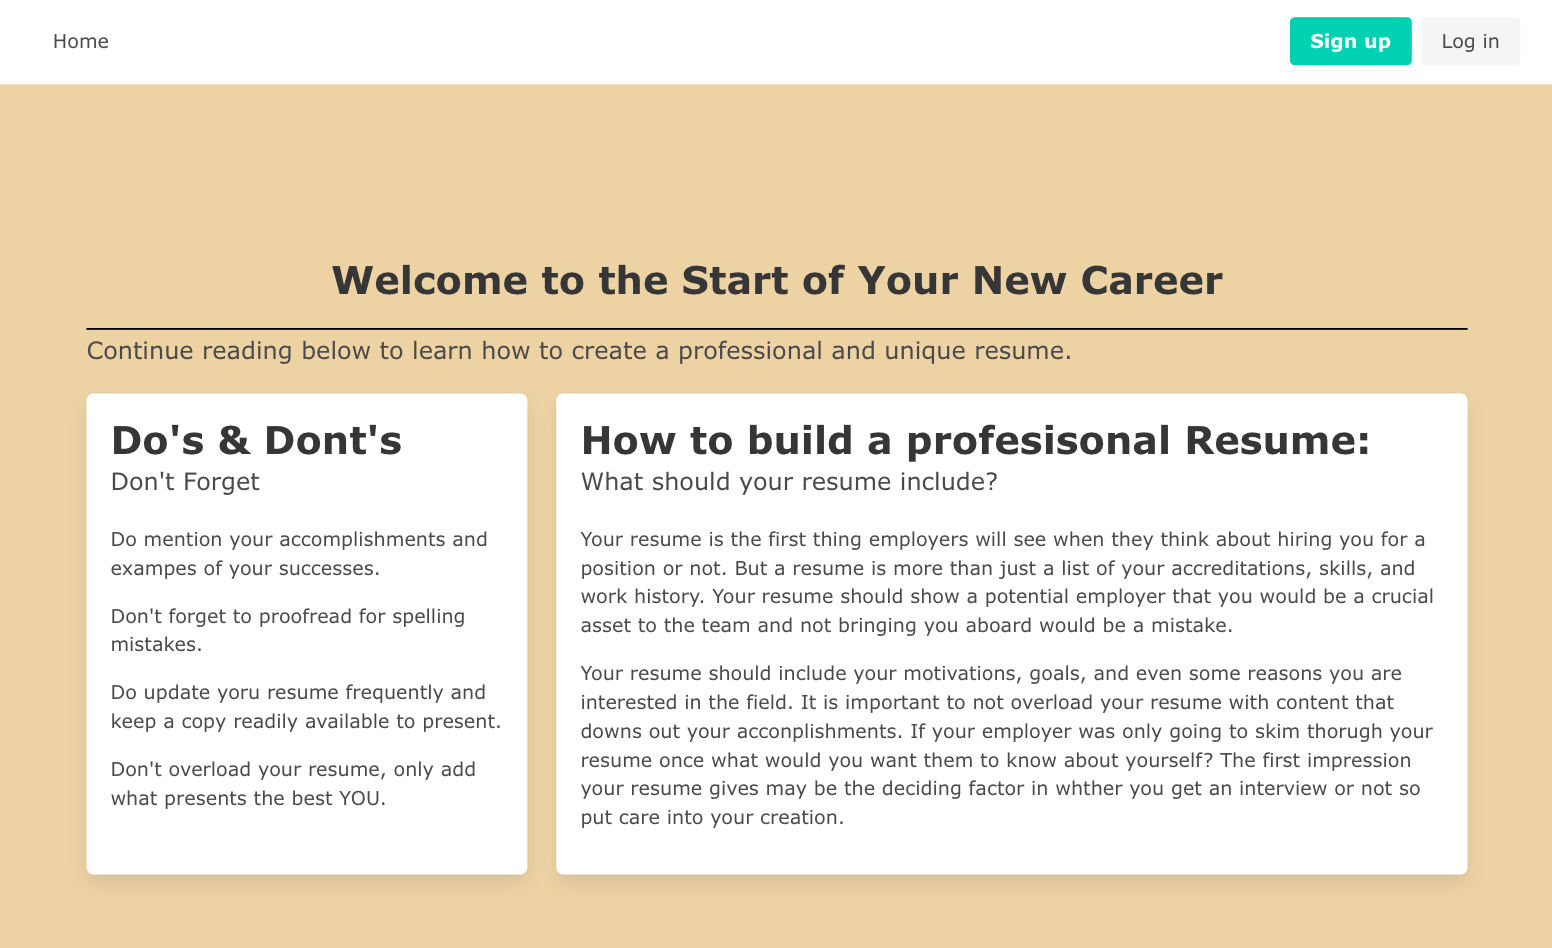 Home
Sign up
Log in
Welcome to the Start of Your New Career
Continue reading below to learn how to create a professional and unique resume.
Do's & Dont's
Don't Forget
Do mention your accomplishments and
exampes of your successes.
Don't forget to proofread for spelling
mistakes.
Do update yoru resume frequently and
keep a copy readily available to present.
Don't overload your resume, only add
what presents the best YOU.
How to build a profesisonal Resume:
What should your resume include?
Your resume is the first thing employers will see when they think about hiring you for a
position or not. But a resume is more than just a list of your accreditations, skills, and
work history. Your resume should show a potential employer that you would be a crucial
asset to the team and not bringing you aboard would be a mistake.
Your resume should include your motivations, goals, and even some reasons you are
interested in the field. It is important to not overload your resume with content that
downs out your acconplishments. If your employer was only going to skim thorugh your
resume once what would you want them to know about yourself? The first impression
your resume gives may be the deciding factor in whther you get an interview or not so
put care into your creation.